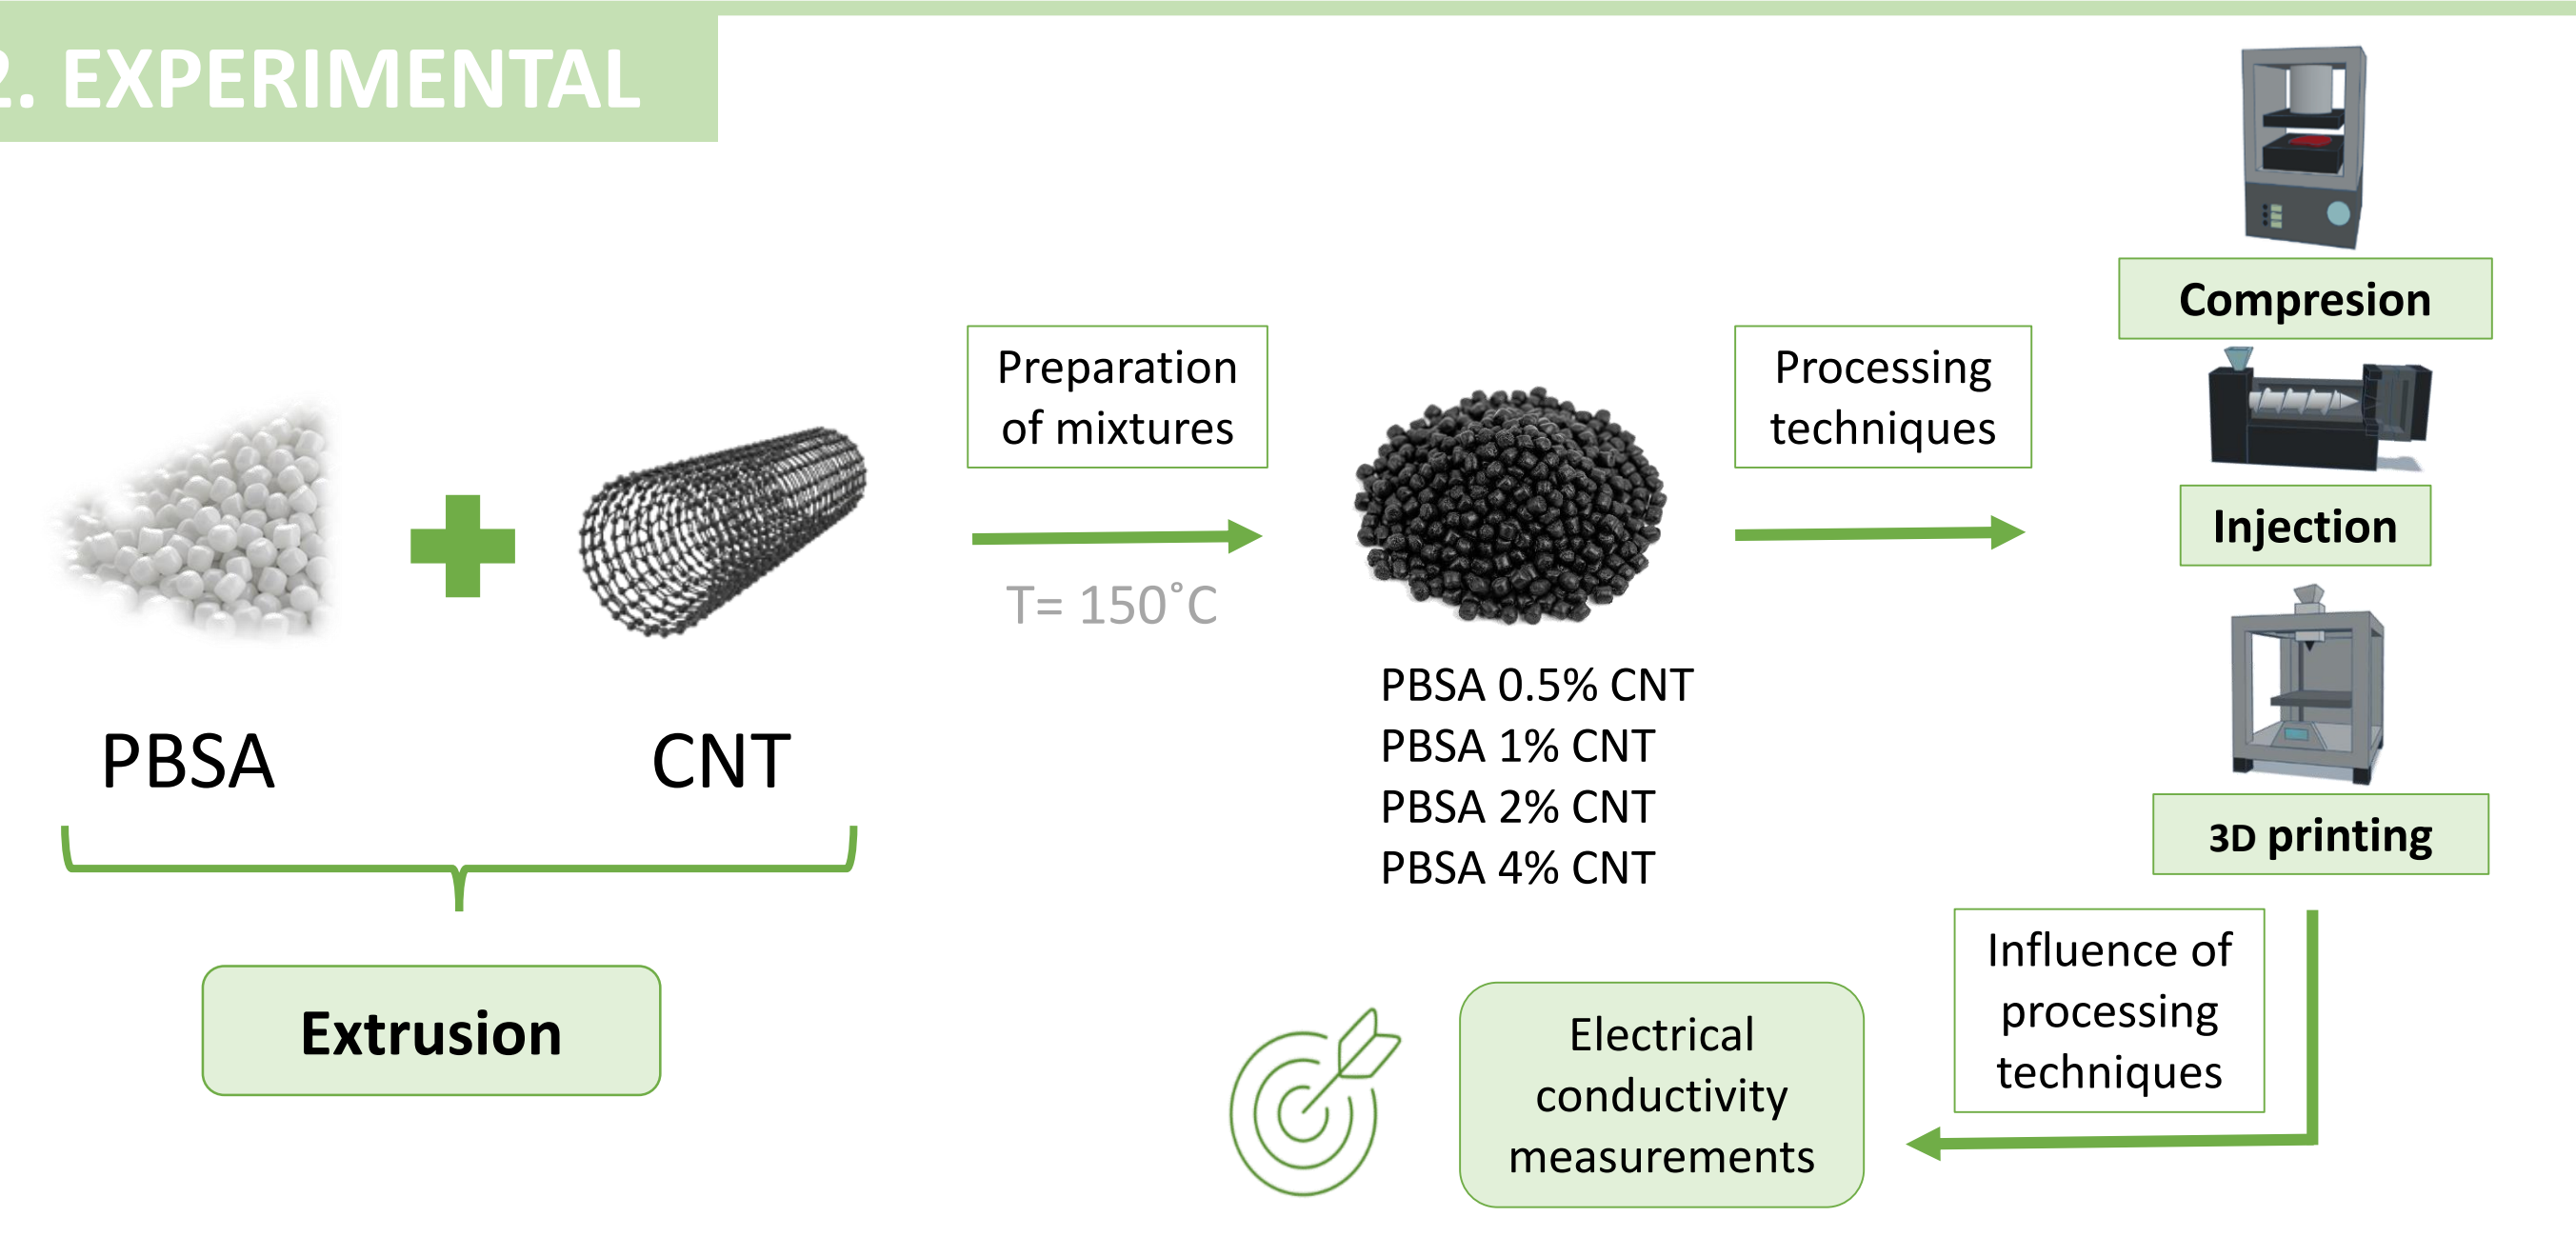 2. EXPERIMENTAL
PBSA
CNT
Extrusion
Preparation
of mixtures
T= 150˚C
PBSA 0.5% CNT
PBSA 1% CNT
PBSA 2% CNT
PBSA 4% CNT
Processing
techniques
Compresion
Injection
3D printing
Influence of
processing
techniques
Electrical
conductivity
measurements